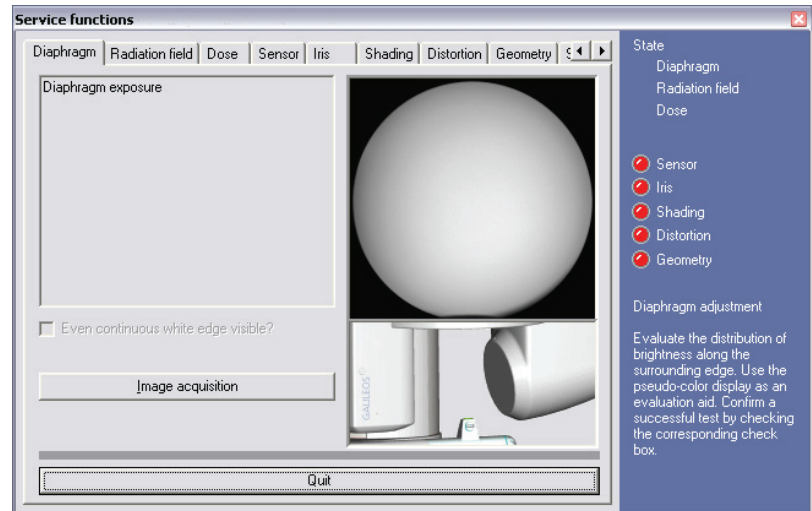 Service functions
Diaphragm Radiation field Dose Sensor Iris Shading Distortion Geometry
Diaphragm exposure
Even continuous white edge visible?
Image acquisition
GALILEOS
Quit
State
Diaphragm
Radiation field
Dose
Sensor
Iris
Shading
Distortion
Geometry
Diaphragm adjustment
Evaluate the distribution of
brightness along the
surrounding edge. Use the
pseudo-color display as an
evaluation aid. Confirm a
successful test by checking
the corresponding check
box.